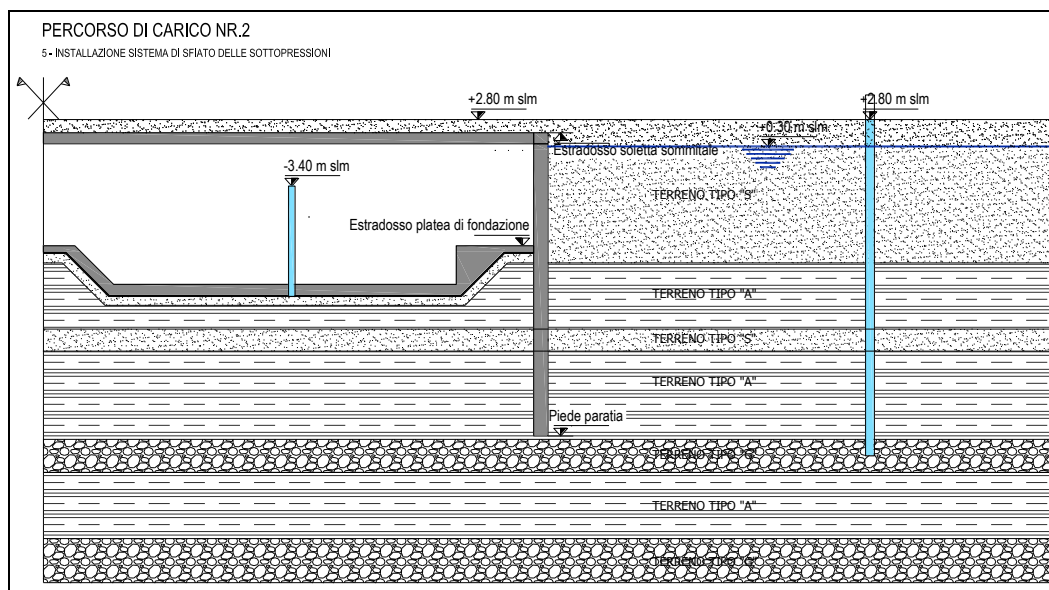 PERCORSO DI CARICO NR.2
5 - INSTALLAZIONE SISTEMA DI SFIATO DELLE SOTTOPRESSIONI
+2.80 m slm
+2.80 m slm
+0.30 m slm
Estradosso soletta sommitale
-3.40 m slm
TERRENO TIPO "S"
Estradosso platea di fondazione
TERRENO TIPO "A"
TERRENO TIPO "S"
TERRENO TIPO "A"
Piede paratia
TERRENO TIPO "G"
TERRENO TIPO "A"
TERRENO TIPO "G"